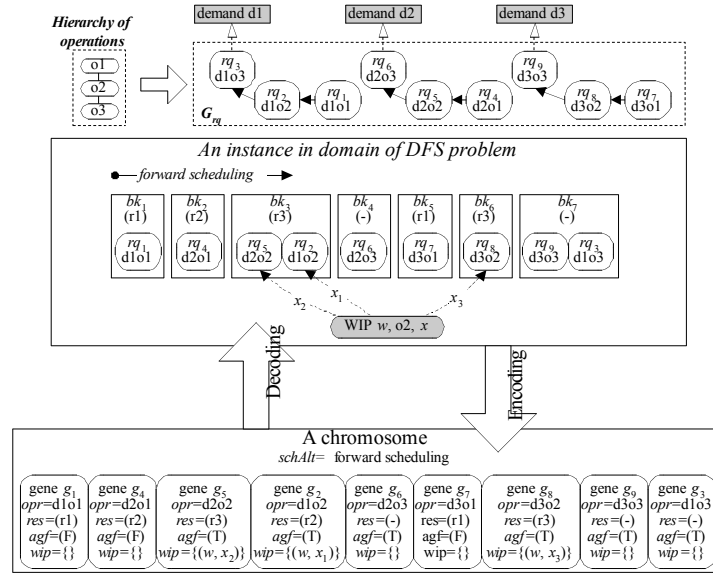 demand d1 demand d2 demand d3
Hierarchy of
operations
o1
o2
o3
rq3 d1o3
rq2 d1o2
rq1 d1o1
rq6 d2o3
rq5 d2o2
rq4 d2o1
rq9 d3o3
rq8 d3o2
rq7 d3o1
Grq
An instance in domain of DFS problem
forward scheduling
bk1 bk2 bk3 bk4 bk5 bk6 bk7
(r1) (r2) (r3) (-) (r1) (r3) (-)
rq1 rq4 rq5 rq2 rq6 rq7 rq8 rq9 rq3
d1o1 d2o1 d2o2 d1o2 d2o3 d3o1 d3o2 d3o3 d1o3
x2 x1 x3
WIP w, o2, x
Decoding
Encoding
A chromosome
schAlt= forward scheduling
gene g1 gene g4 gene g5 gene g2 gene g6 gene g7 gene g8 gene g9 gene g3
opr=d1o1 opr=d2o1 opr=d2o2 opr=d1o2 opr=d2o3 opr=d3o1 opr=d3o2 opr=d3o3 opr=d1o3
res=(r1) res=(r2) res=(r3) res=(r2) res=(-) res=(r1) res=(r3) res=(-) res=(-)
agf=(F) agf=(F) agf=(T) agf=(T) agf=(T) agf=(F) agf=(T) agf=(T) agf=(T)
wip={} wip={} wip={(w, x2)} wip={(w, x1)} wip={} wip={} wip={(w, x3)} wip={} wip={}